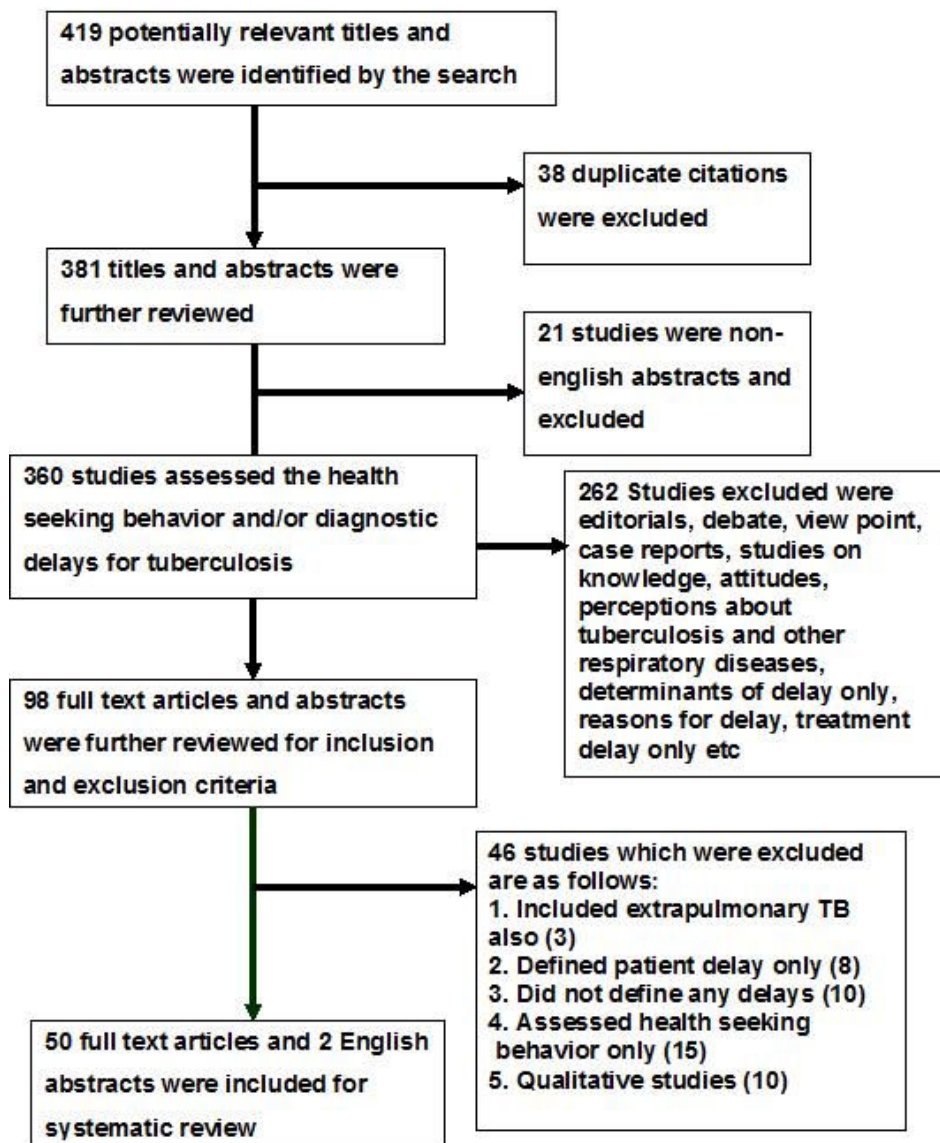 419 potentially relevant titles and
abstracts were identified by the search
38 duplicate citations
were excluded
381 titles and abstracts were
further reviewed
21 studies were non-
english abstracts and
excluded
360 studies assessed the health
seeking behavior and/or diagnostic
delays for tuberculosis
262 Studies excluded were
editorials, debate, view point,
case reports, studies on
knowledge, attitudes,
perceptions about
tuberculosis and other
respiratory diseases,
determinants of delay only,
reasons for delay, treatment
delay only etc
98 full text articles and abstracts
were further reviewed for inclusion
and exclusion criteria
46 studies which were excluded
are as follows:
1. Included extrapulmonary TB
also (3)
2. Defined patient delay only (8)
3. Did not define any delays (10)
4. Assessed health seeking
behavior only (15)
5. Qualitative studies (10)
50 full text articles and 2 English
abstracts were included for
systematic review